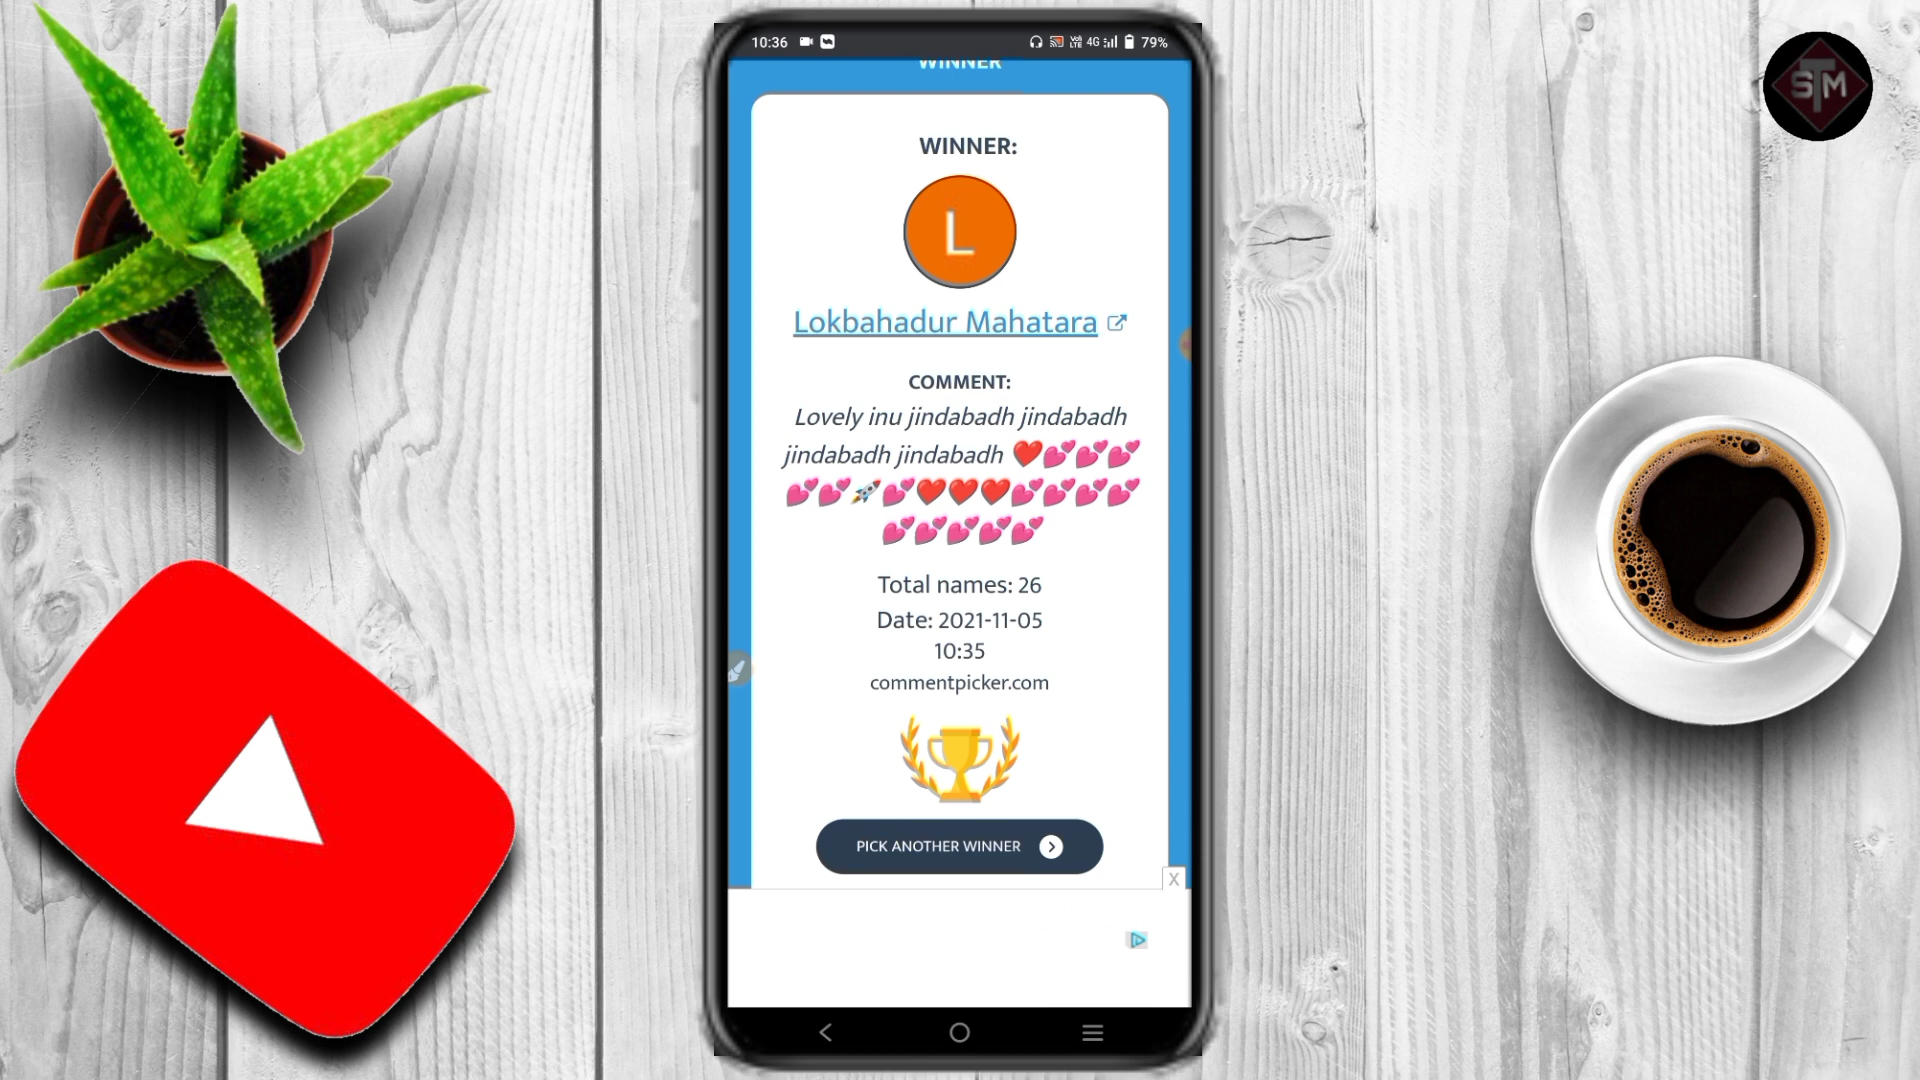 10:36 4G 79%
WINNER
STM
WINNER:
L
Lokbahadur Mahatara
COMMENT:
Lovely inu jindabadh jindabadh
jindabadh jindabadh ❤️💕💕💕
💕💕🚀💕❤️❤️❤️💕💕💕💕
💕💕💕💕💕
Total names: 26
Date: 2021-11-05
10:35
commentpicker.com
PICK ANOTHER WINNER
X